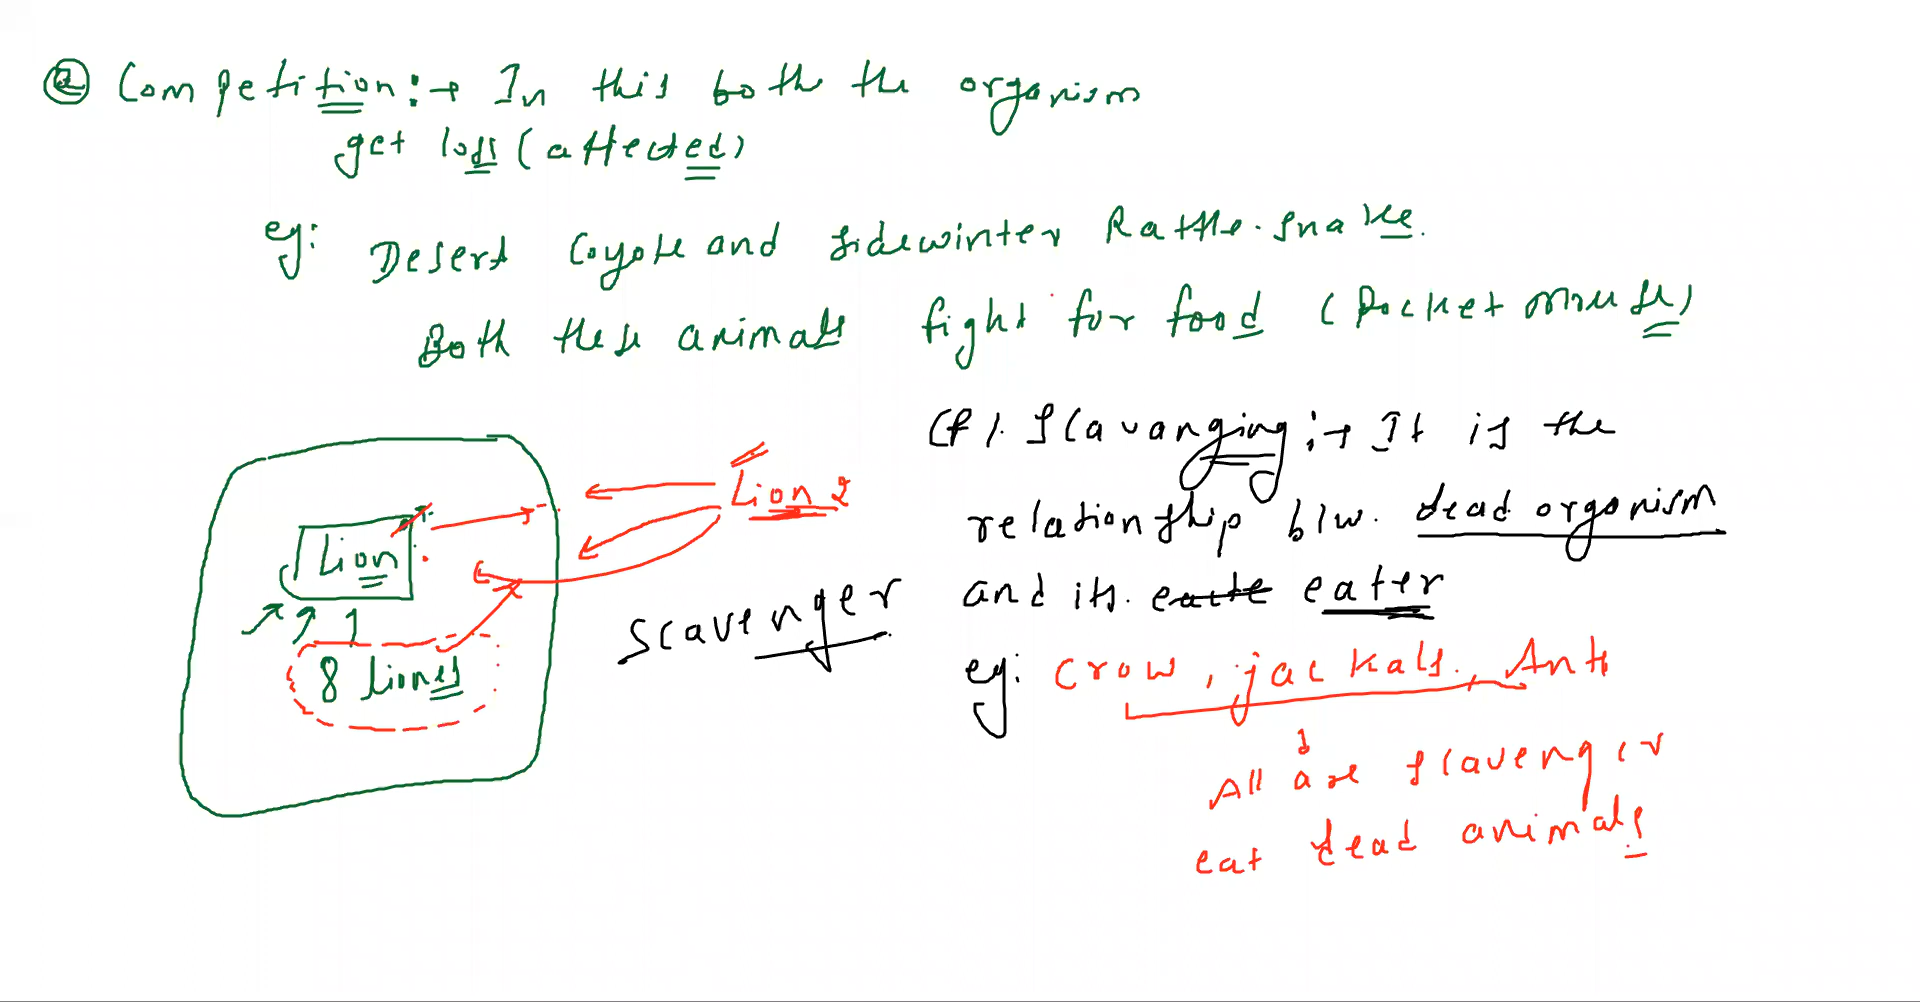 ② Competition :→ In this both the organism
get loss (affected)
eg: Desert Coyote and sidewinter Rattle-snake.
Both these animals fight for food (Pocket mouse)
(f). Scavanging :→ It is the
relationship b/w. dead organism
and its. eater
eg: Crow, jackals., Ants
All are scavenger
eat dead animals
Lion 2
Lion
8 Liones
Scavenger